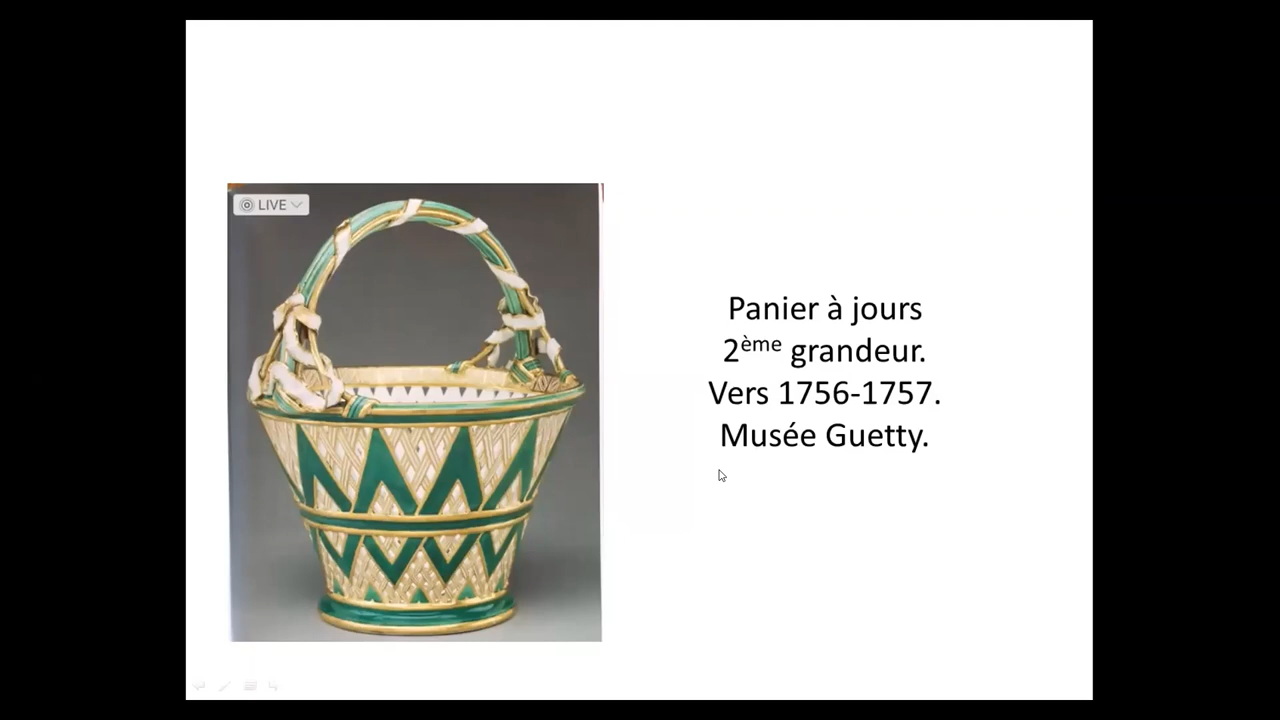 LIVE
Panier à jours
2ème grandeur.
Vers 1756-1757.
Musée Guetty.